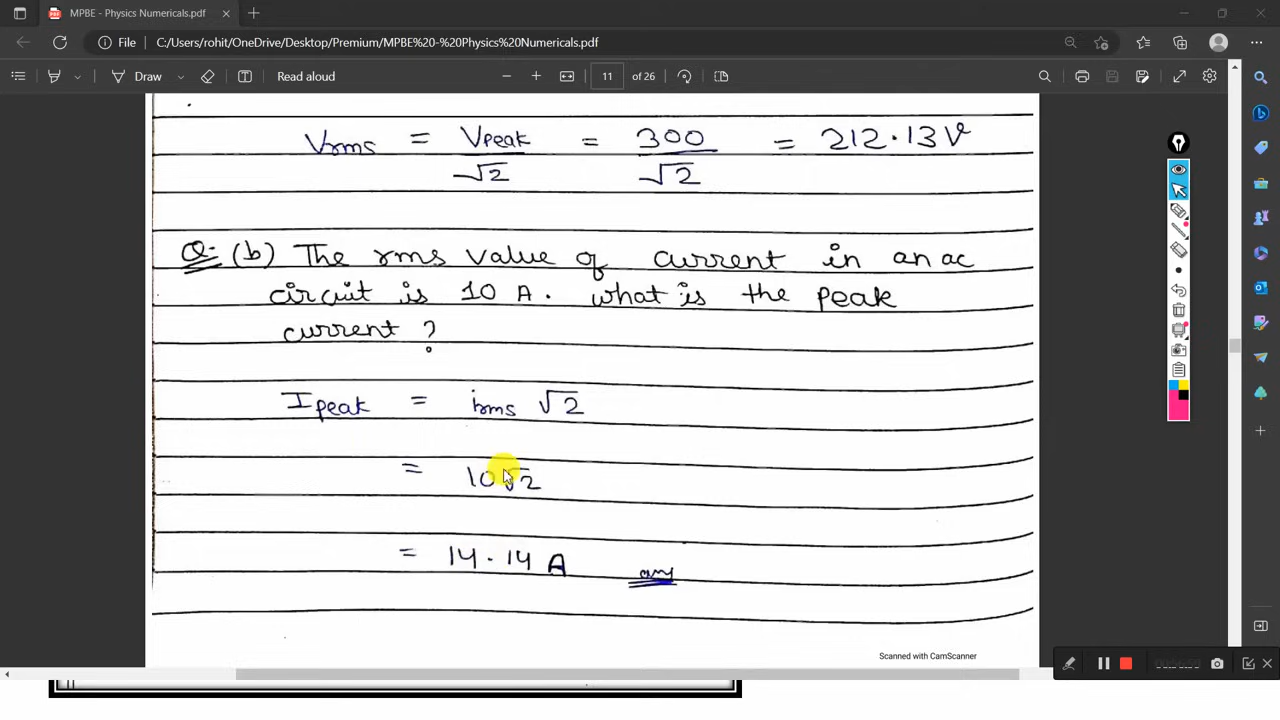 MPBE - Physics Numericals.pdf
File C:/Users/rohit/OneDrive/Desktop/Premium/MPBE%20-%20Physics%20Numericals.pdf
Draw Read aloud 11 of 26
Vrms = Vpeak/√2 = 300/√2 = 212.13V
Q- (b) The rms value of current in an ac
circuit is 10 A. what is the peak
current ?
Ipeak = irms √2
= 10√2
= 14.14 A ans
Scanned with CamScanner